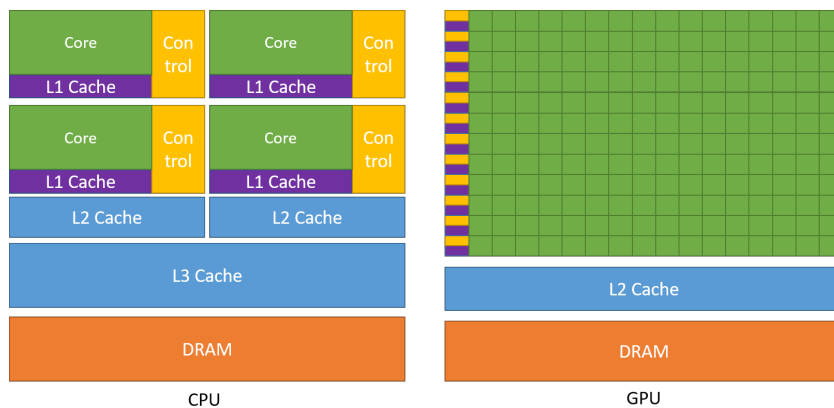 Core
Con
trol
L1 Cache
Core
Con
trol
L1 Cache
Core
Con
trol
L1 Cache
Core
Con
trol
L1 Cache
L2 Cache
L2 Cache
L3 Cache
DRAM
CPU
L2 Cache
DRAM
GPU